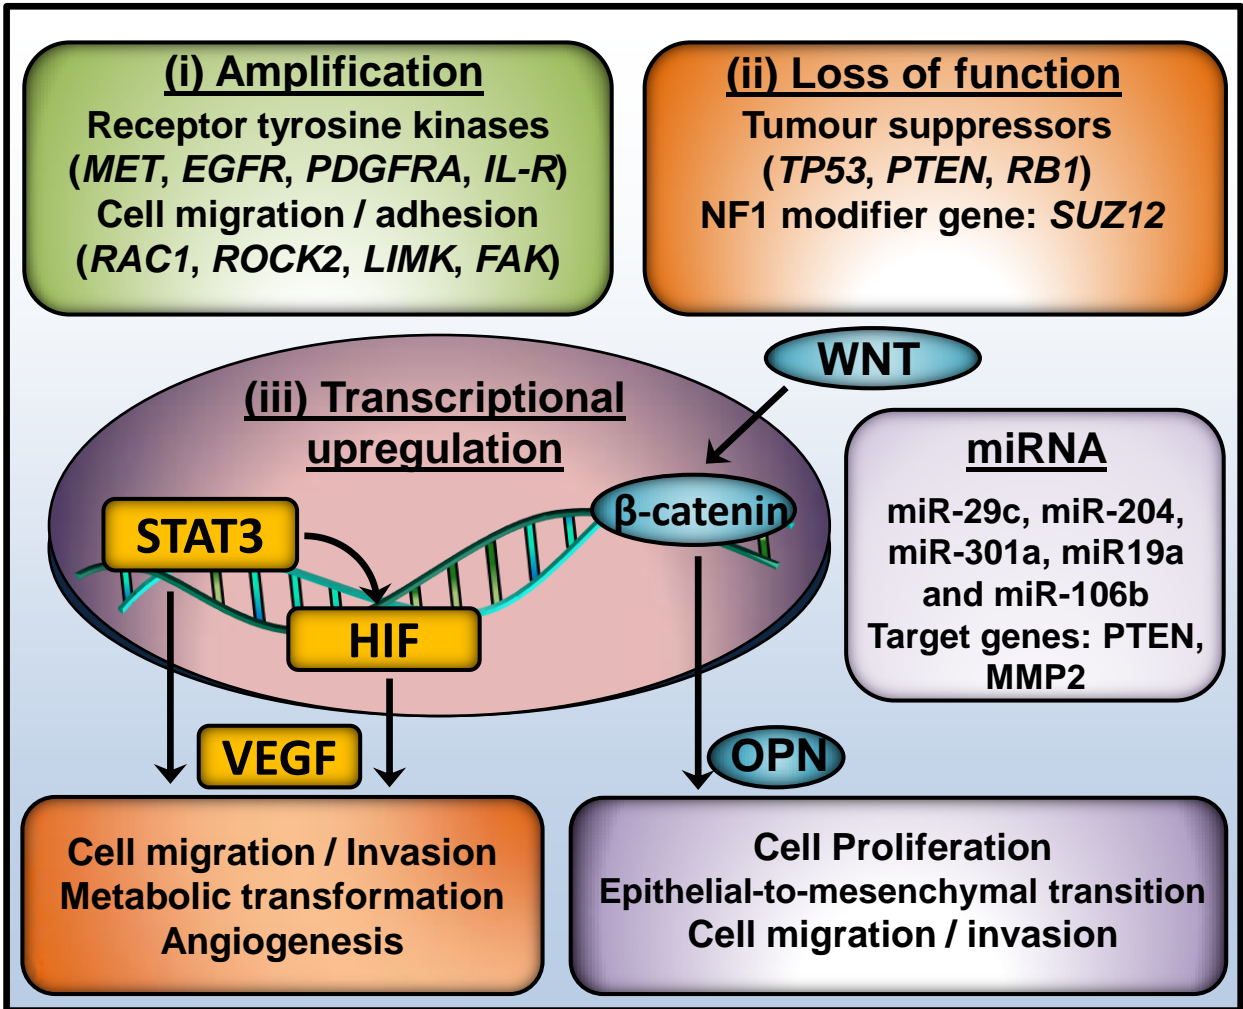 (i) Amplification
Receptor tyrosine kinases
(MET, EGFR, PDGFRA, IL-R)
Cell migration / adhesion
(RAC1, ROCK2, LIMK, FAK)
(ii) Loss of function
Tumour suppressors
(TP53, PTEN, RB1)
NF1 modifier gene: SUZ12
(iii) Transcriptional
upregulation
WNT
β-catenin
STAT3
HIF
miRNA
miR-29c, miR-204,
miR-301a, miR19a
and miR-106b
Target genes: PTEN,
MMP2
VEGF
OPN
Cell migration / Invasion
Metabolic transformation
Angiogenesis
Cell Proliferation
Epithelial-to-mesenchymal transition
Cell migration / invasion